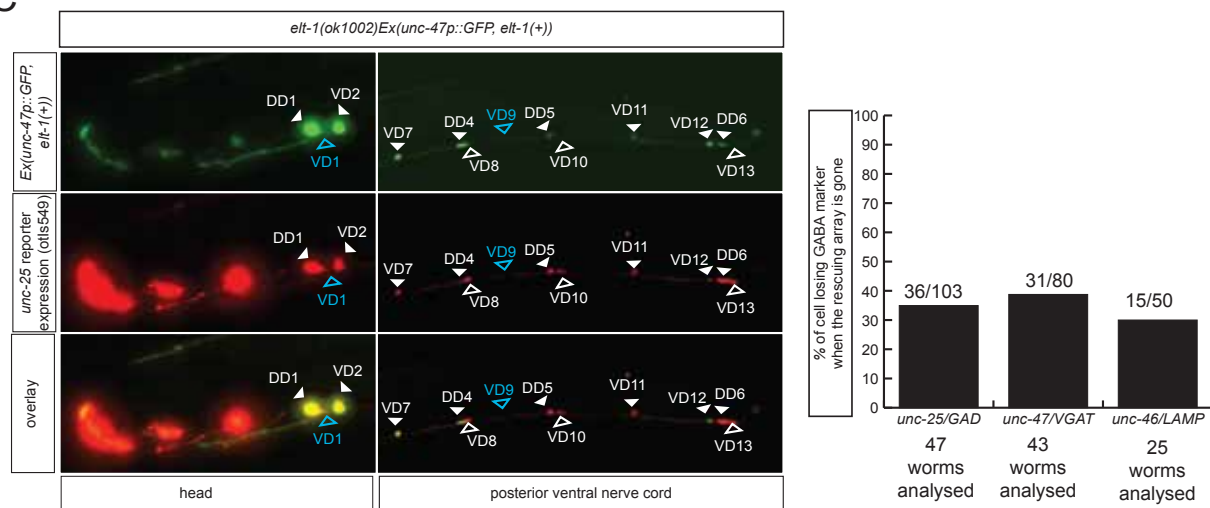 C
elt-1(ok1002)Ex(unc-47p::GFP, elt-1(+))
Ex(unc-47p::GFP,
elt-1(+))
DD1
VD2
VD1
VD7
DD4
VD8
VD9
DD5
VD10
VD11
VD12
DD6
VD13
unc-25 reporter
expression (otIs549)
DD1
VD2
VD1
VD7
DD4
VD8
VD9
DD5
VD10
VD11
VD12
DD6
VD13
overlay
DD1
VD2
VD1
VD7
DD4
VD8
VD9
DD5
VD10
VD11
VD12
DD6
VD13
head
posterior ventral nerve cord
% of cell losing GABA marker
when the rescuing array is gone
100
90
80
70
60
50
40
30
20
10
0
36/103
31/80
15/50
unc-25/GAD
unc-47/VGAT
unc-46/LAMP
47
worms
analysed
43
worms
analysed
25
worms
analysed